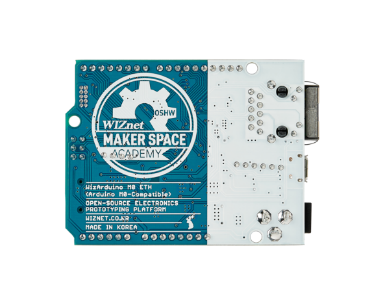 OSHW
WIZnet
MAKER SPACE
ACADEMY
WizArduino M0 ETH
(Arduino M0-Compatible)
OPEN-SOURCE ELECTRONICS
PROTOTYPING PLATFORM
WIZNET.CO.KR
MADE IN KOREA